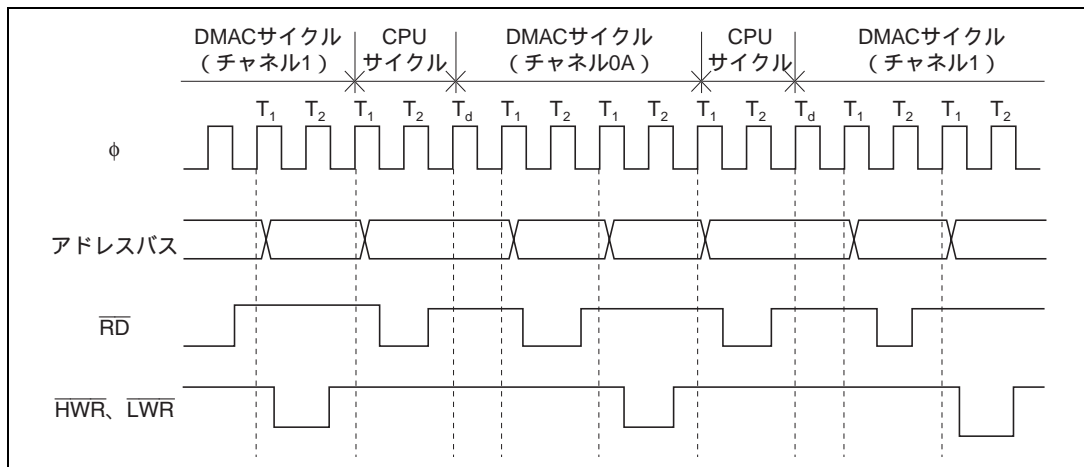 DMACサイクル CPU DMACサイクル CPU DMACサイクル
(チャネル1) サイクル (チャネル0A) サイクル (チャネル1)
T1 T2 T1 T2 Td T1 T2 T1 T2 T1 T2 Td T1 T2 T1 T2
φ
アドレスバス
RD
HWR、LWR